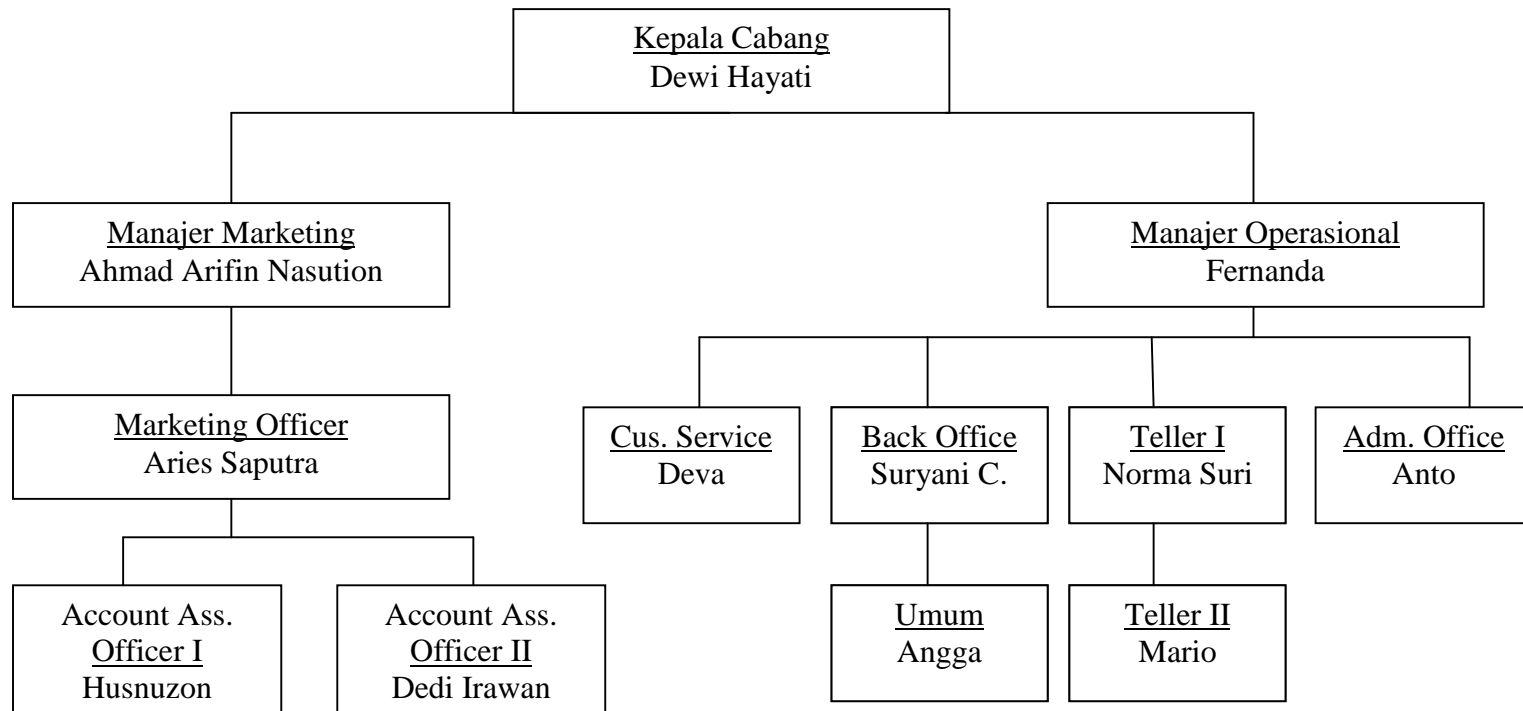 Kepala Cabang
Dewi Hayati
Manajer Marketing
Ahmad Arifin Nasution
Manajer Operasional
Fernanda
Marketing Officer
Aries Saputra
Cus. Service
Deva
Back Office
Suryani C.
Teller I
Norma Suri
Adm. Office
Anto
Account Ass.
Officer I
Husnuzon
Account Ass.
Officer II
Dedi Irawan
Umum
Angga
Teller II
Mario